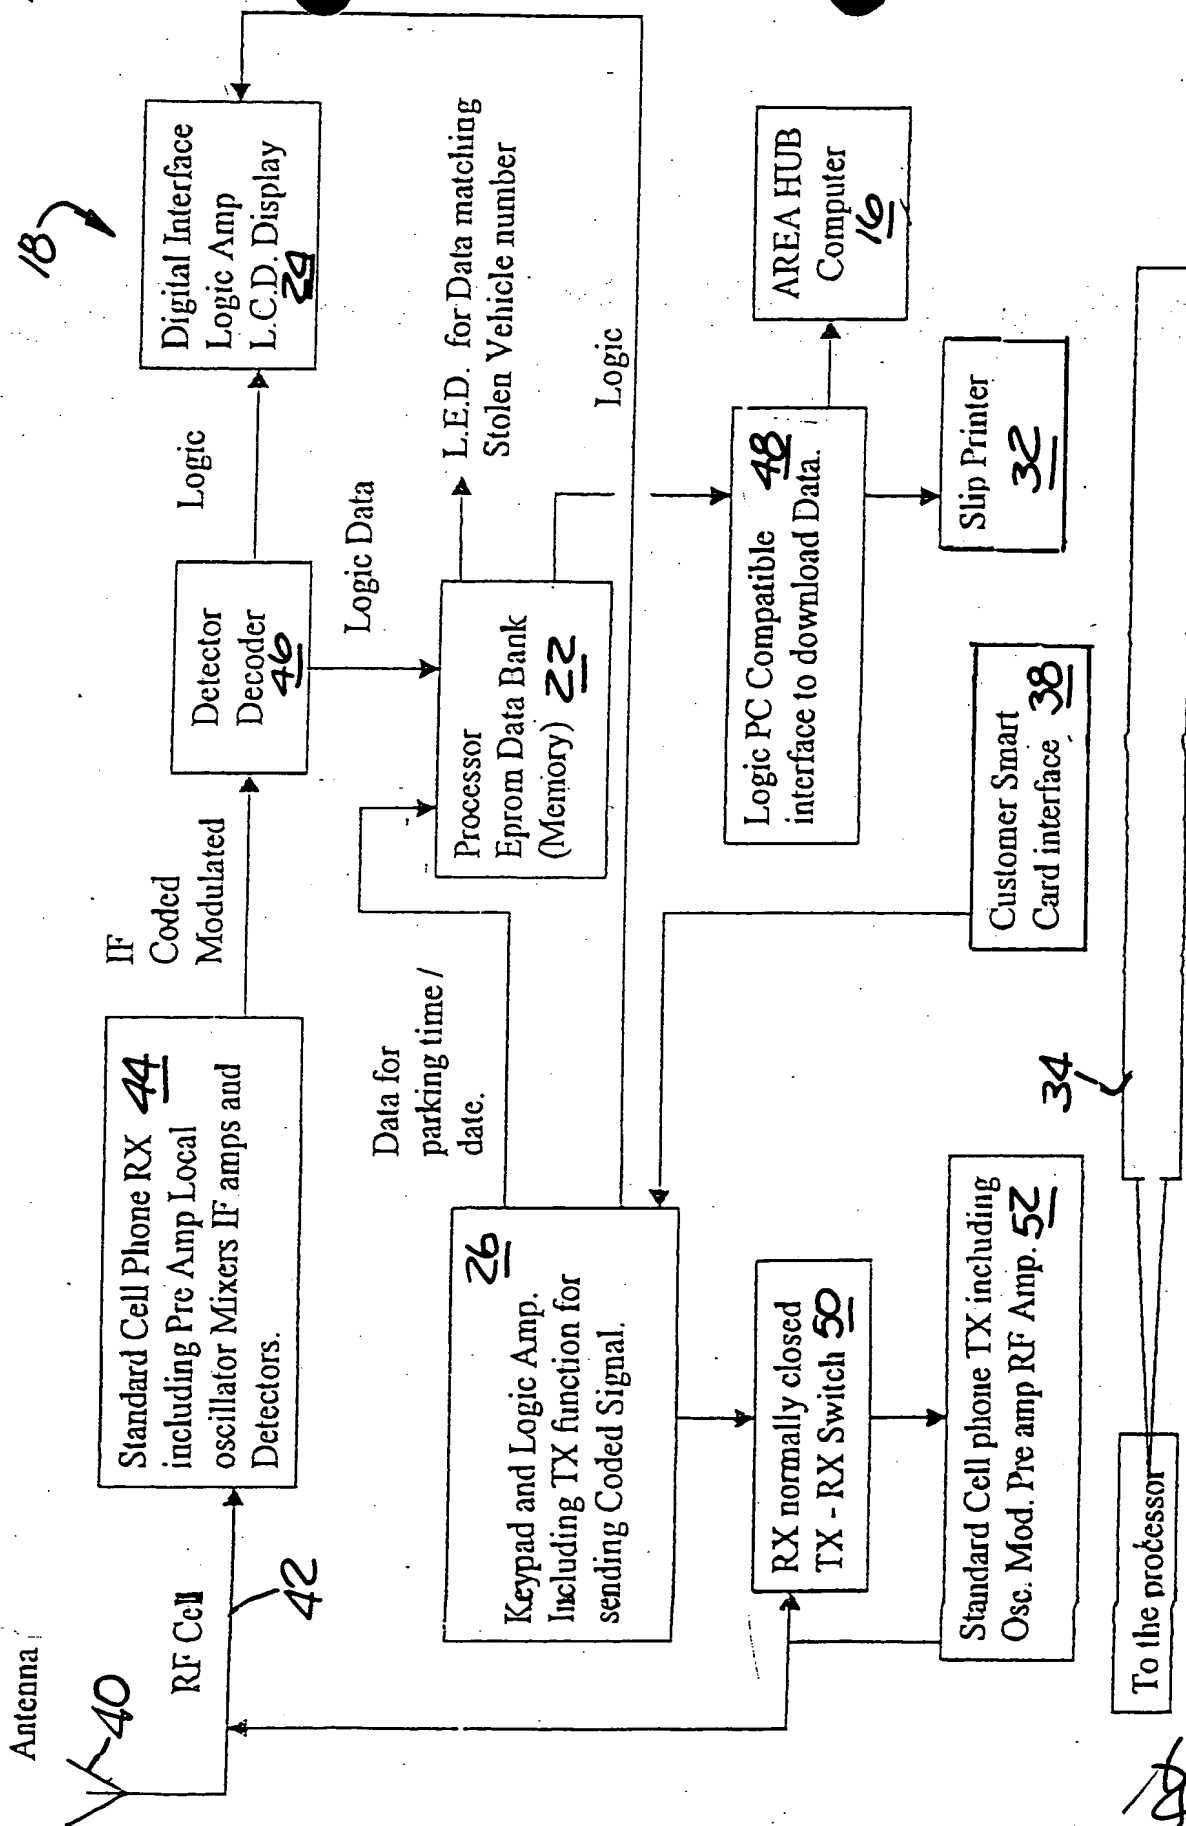 Antenna
40
RF Cell
42
Standard Cell Phone RX 44
including Pre Amp Local
oscillator Mixers IF amps and
Detectors.
IF
Coded
Modulated
Detector
Decoder
46
Logic
Digital Interface
Logic Amp
L.C.D. Display
24
18
Logic Data
Data for
parking time /
date.
Processor
Eprom Data Bank
(Memory) 22
L.E.D. for Data matching
Stolen Vehicle number
Logic
26
Keypad and Logic Amp.
Including TX function for
sending Coded Signal.
RX normally closed
TX - RX Switch 50
Standard Cell phone TX including
Osc. Mod. Pre amp RF Amp. 52
Logic PC Compatible 48
interface to download Data.
AREA HUB
Computer
16
Slip Printer
32
Customer Smart
Card interface 38
34
To the processor